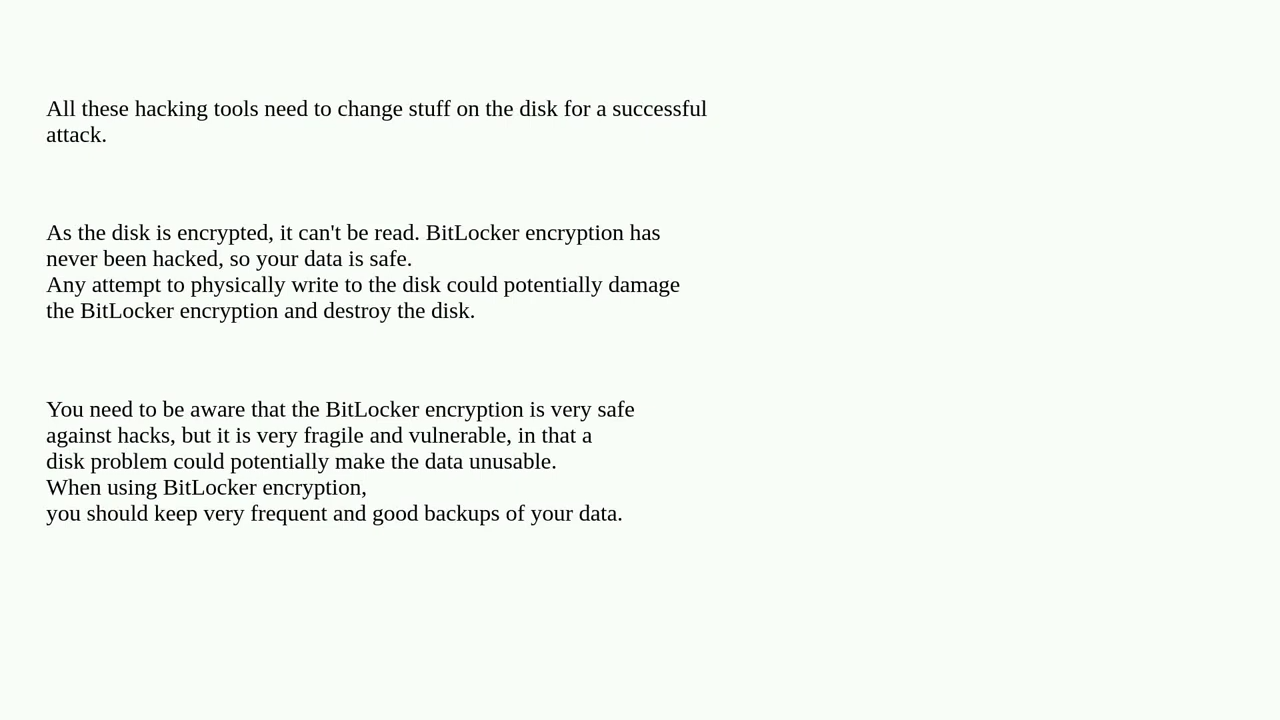 All these hacking tools need to change stuff on the disk for a successful
attack.
As the disk is encrypted, it can't be read. BitLocker encryption has
never been hacked, so your data is safe.
Any attempt to physically write to the disk could potentially damage
the BitLocker encryption and destroy the disk.
You need to be aware that the BitLocker encryption is very safe
against hacks, but it is very fragile and vulnerable, in that a
disk problem could potentially make the data unusable.
When using BitLocker encryption,
you should keep very frequent and good backups of your data.